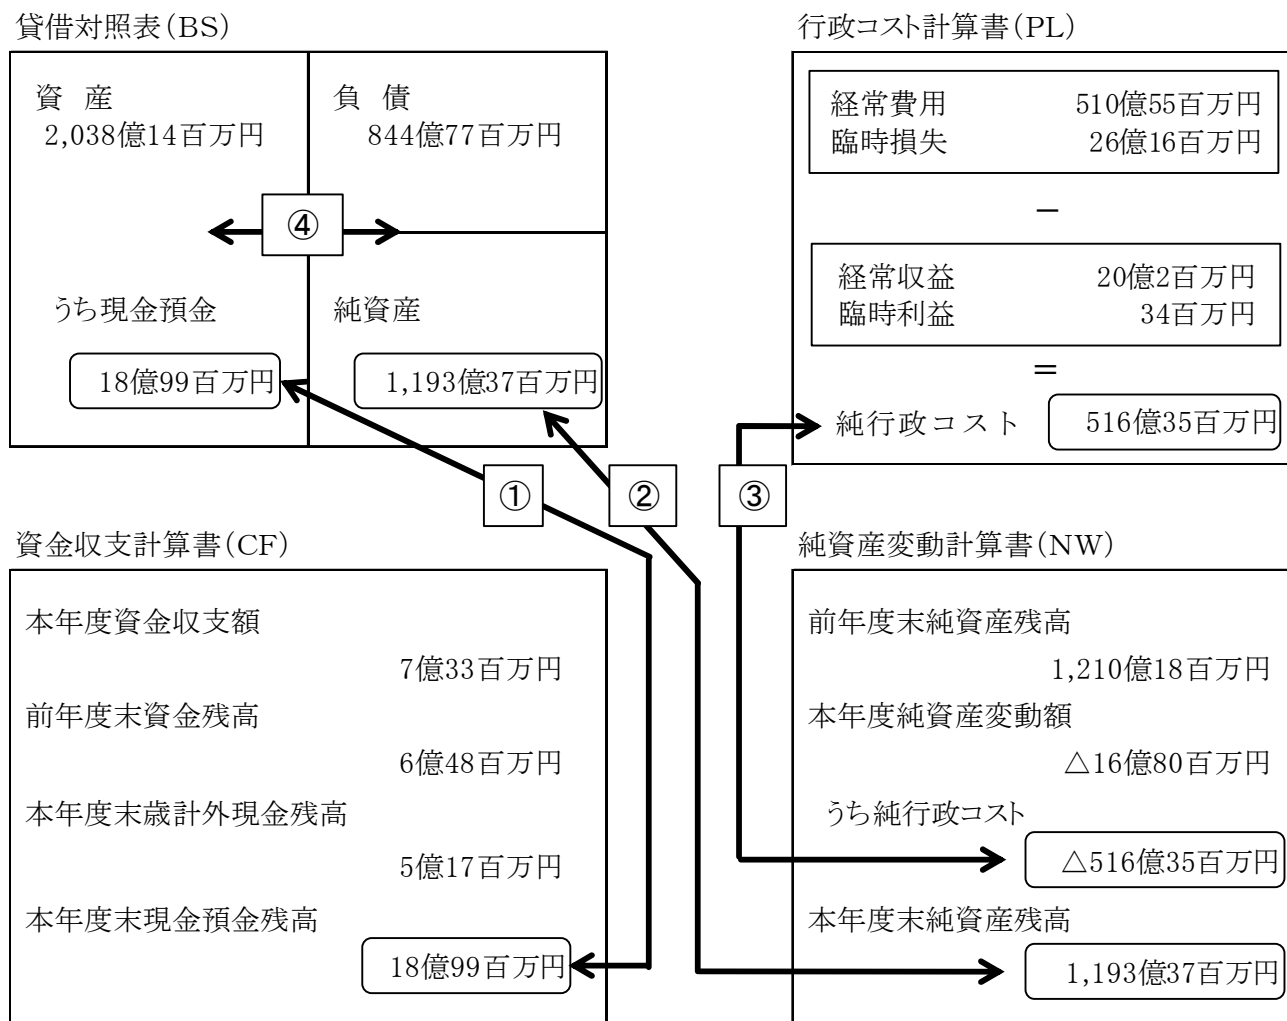 貸借対照表(BS)
資 産
2,038億14百万円
負 債
844億77百万円
④
うち現金預金
18億99百万円
純資産
1,193億37百万円
行政コスト計算書(PL)
経常費用 510億55百万円
臨時損失 26億16百万円
－
経常収益 20億2百万円
臨時利益 34百万円
＝
純行政コスト 516億35百万円
①
②
③
資金収支計算書(CF)
本年度資金収支額
7億33百万円
前年度末資金残高
6億48百万円
本年度末歳計外現金残高
5億17百万円
本年度末現金預金残高
18億99百万円
純資産変動計算書(NW)
前年度末純資産残高
1,210億18百万円
本年度純資産変動額
△16億80百万円
うち純行政コスト
△516億35百万円
本年度末純資産残高
1,193億37百万円